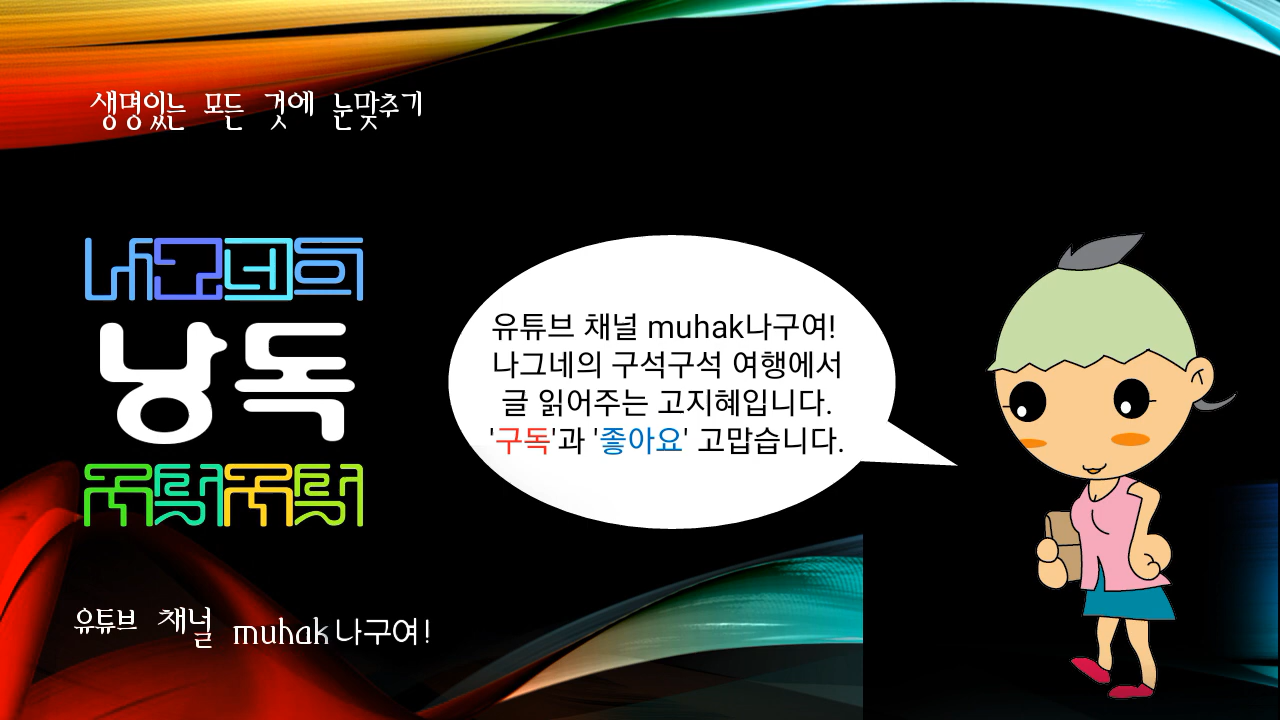 생명있는 모든 것에 눈맞추기
나그네의
낭독
구석구석
유튜브 채널 muhak나구여!
나그네의 구석구석 여행에서
글 읽어주는 고지혜입니다.
'구독'과 '좋아요' 고맙습니다.
유튜브 채널 muhak나구여!